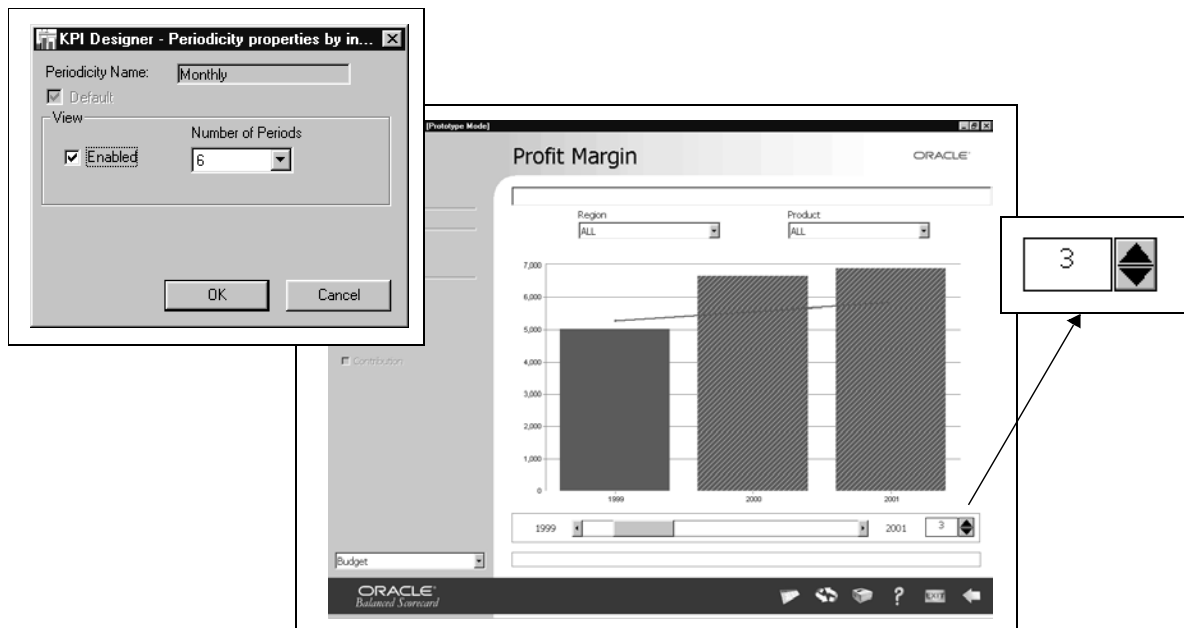 KPI Designer - Periodicity properties by in...
Periodicity Name:
Monthly
Default
View
Number of Periods
Enabled
6
OK
Cancel
[Prototype Mode]
Profit Margin
ORACLE
Region
ALL
Product
ALL
7,000
6,000
5,000
4,000
3,000
2,000
1,000
0
1999
2000
2001
Contribution
1999
2001
3
3
Budget
ORACLE
Balanced Scorecard
?
EXIT